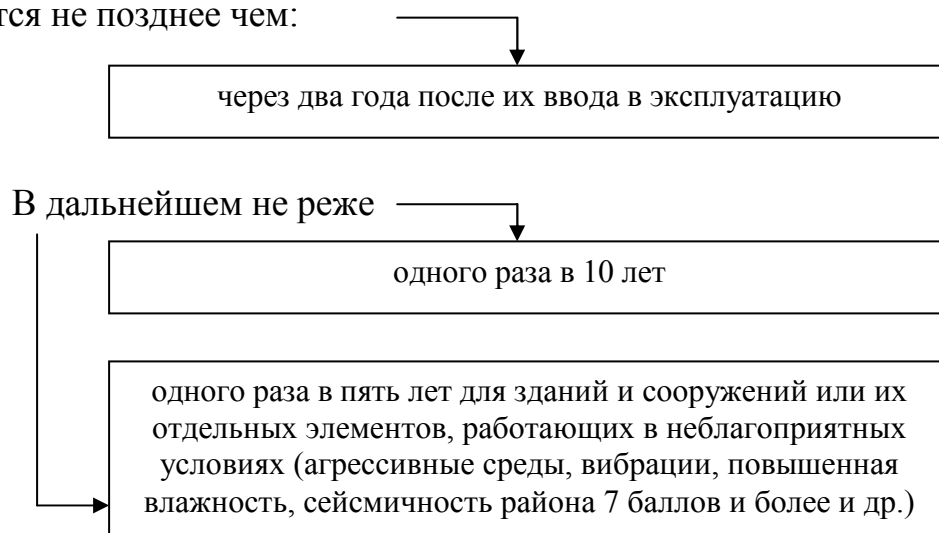 тся не позднее чем:
через два года после их ввода в эксплуатацию
В дальнейшем не реже
одного раза в 10 лет
одного раза в пять лет для зданий и сооружений или их
отдельных элементов, работающих в неблагоприятных
условиях (агрессивные среды, вибрации, повышенная
влажность, сейсмичность района 7 баллов и более и др.)